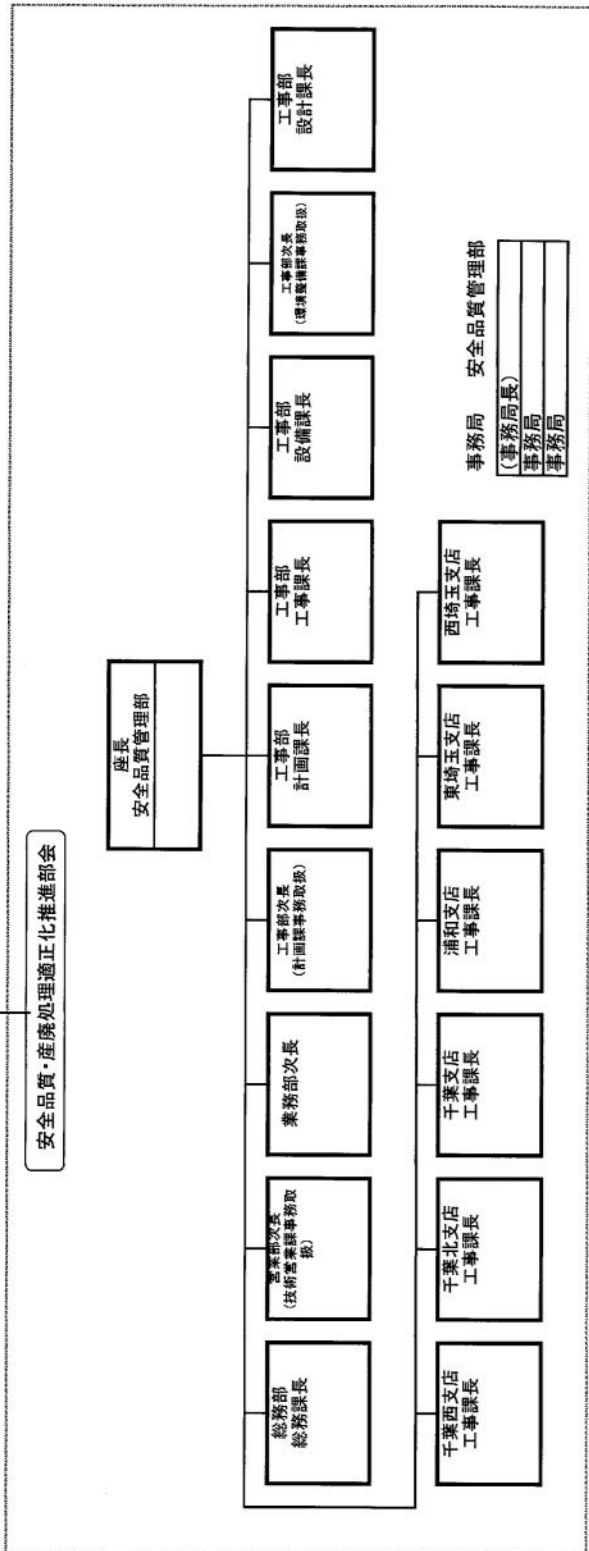 安全品質・産廃処理適正化推進部会
座長
安全品質管理部
総務部
総務課長
営業部次長
(技術営業課事務取
扱)
業務部次長
工事部次長
(計画課事務取扱)
工事部
計画課長
工事部
工事課長
工事部
設備課長
工事部次長
(環境整備課事務取扱)
工事部
設計課長
千葉西支店
工事課長
千葉北支店
工事課長
千葉支店
工事課長
浦和支店
工事課長
東埼玉支店
工事課長
西埼玉支店
工事課長
事務局 安全品質管理部
(事務局長)
事務局
事務局